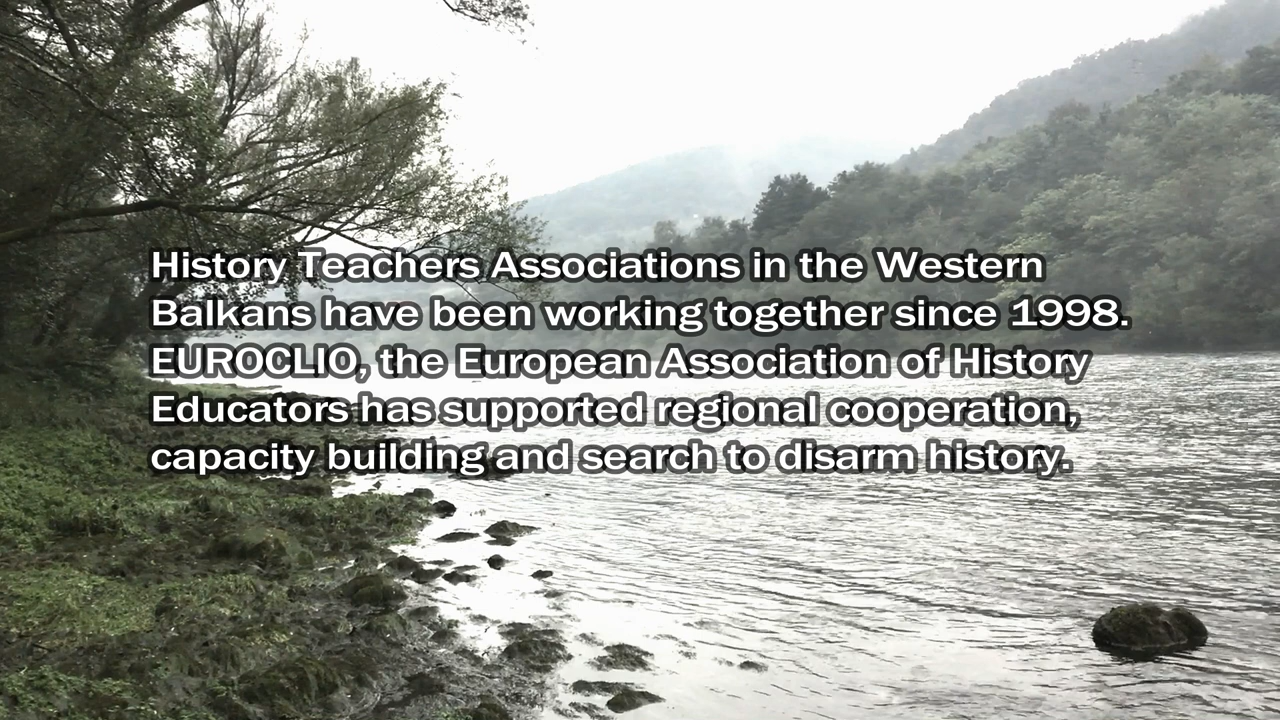 History Teachers Associations in the Western
Balkans have been working together since 1998.
EUROCLIO, the European Association of History
Educators has supported regional cooperation,
capacity building and search to disarm history.